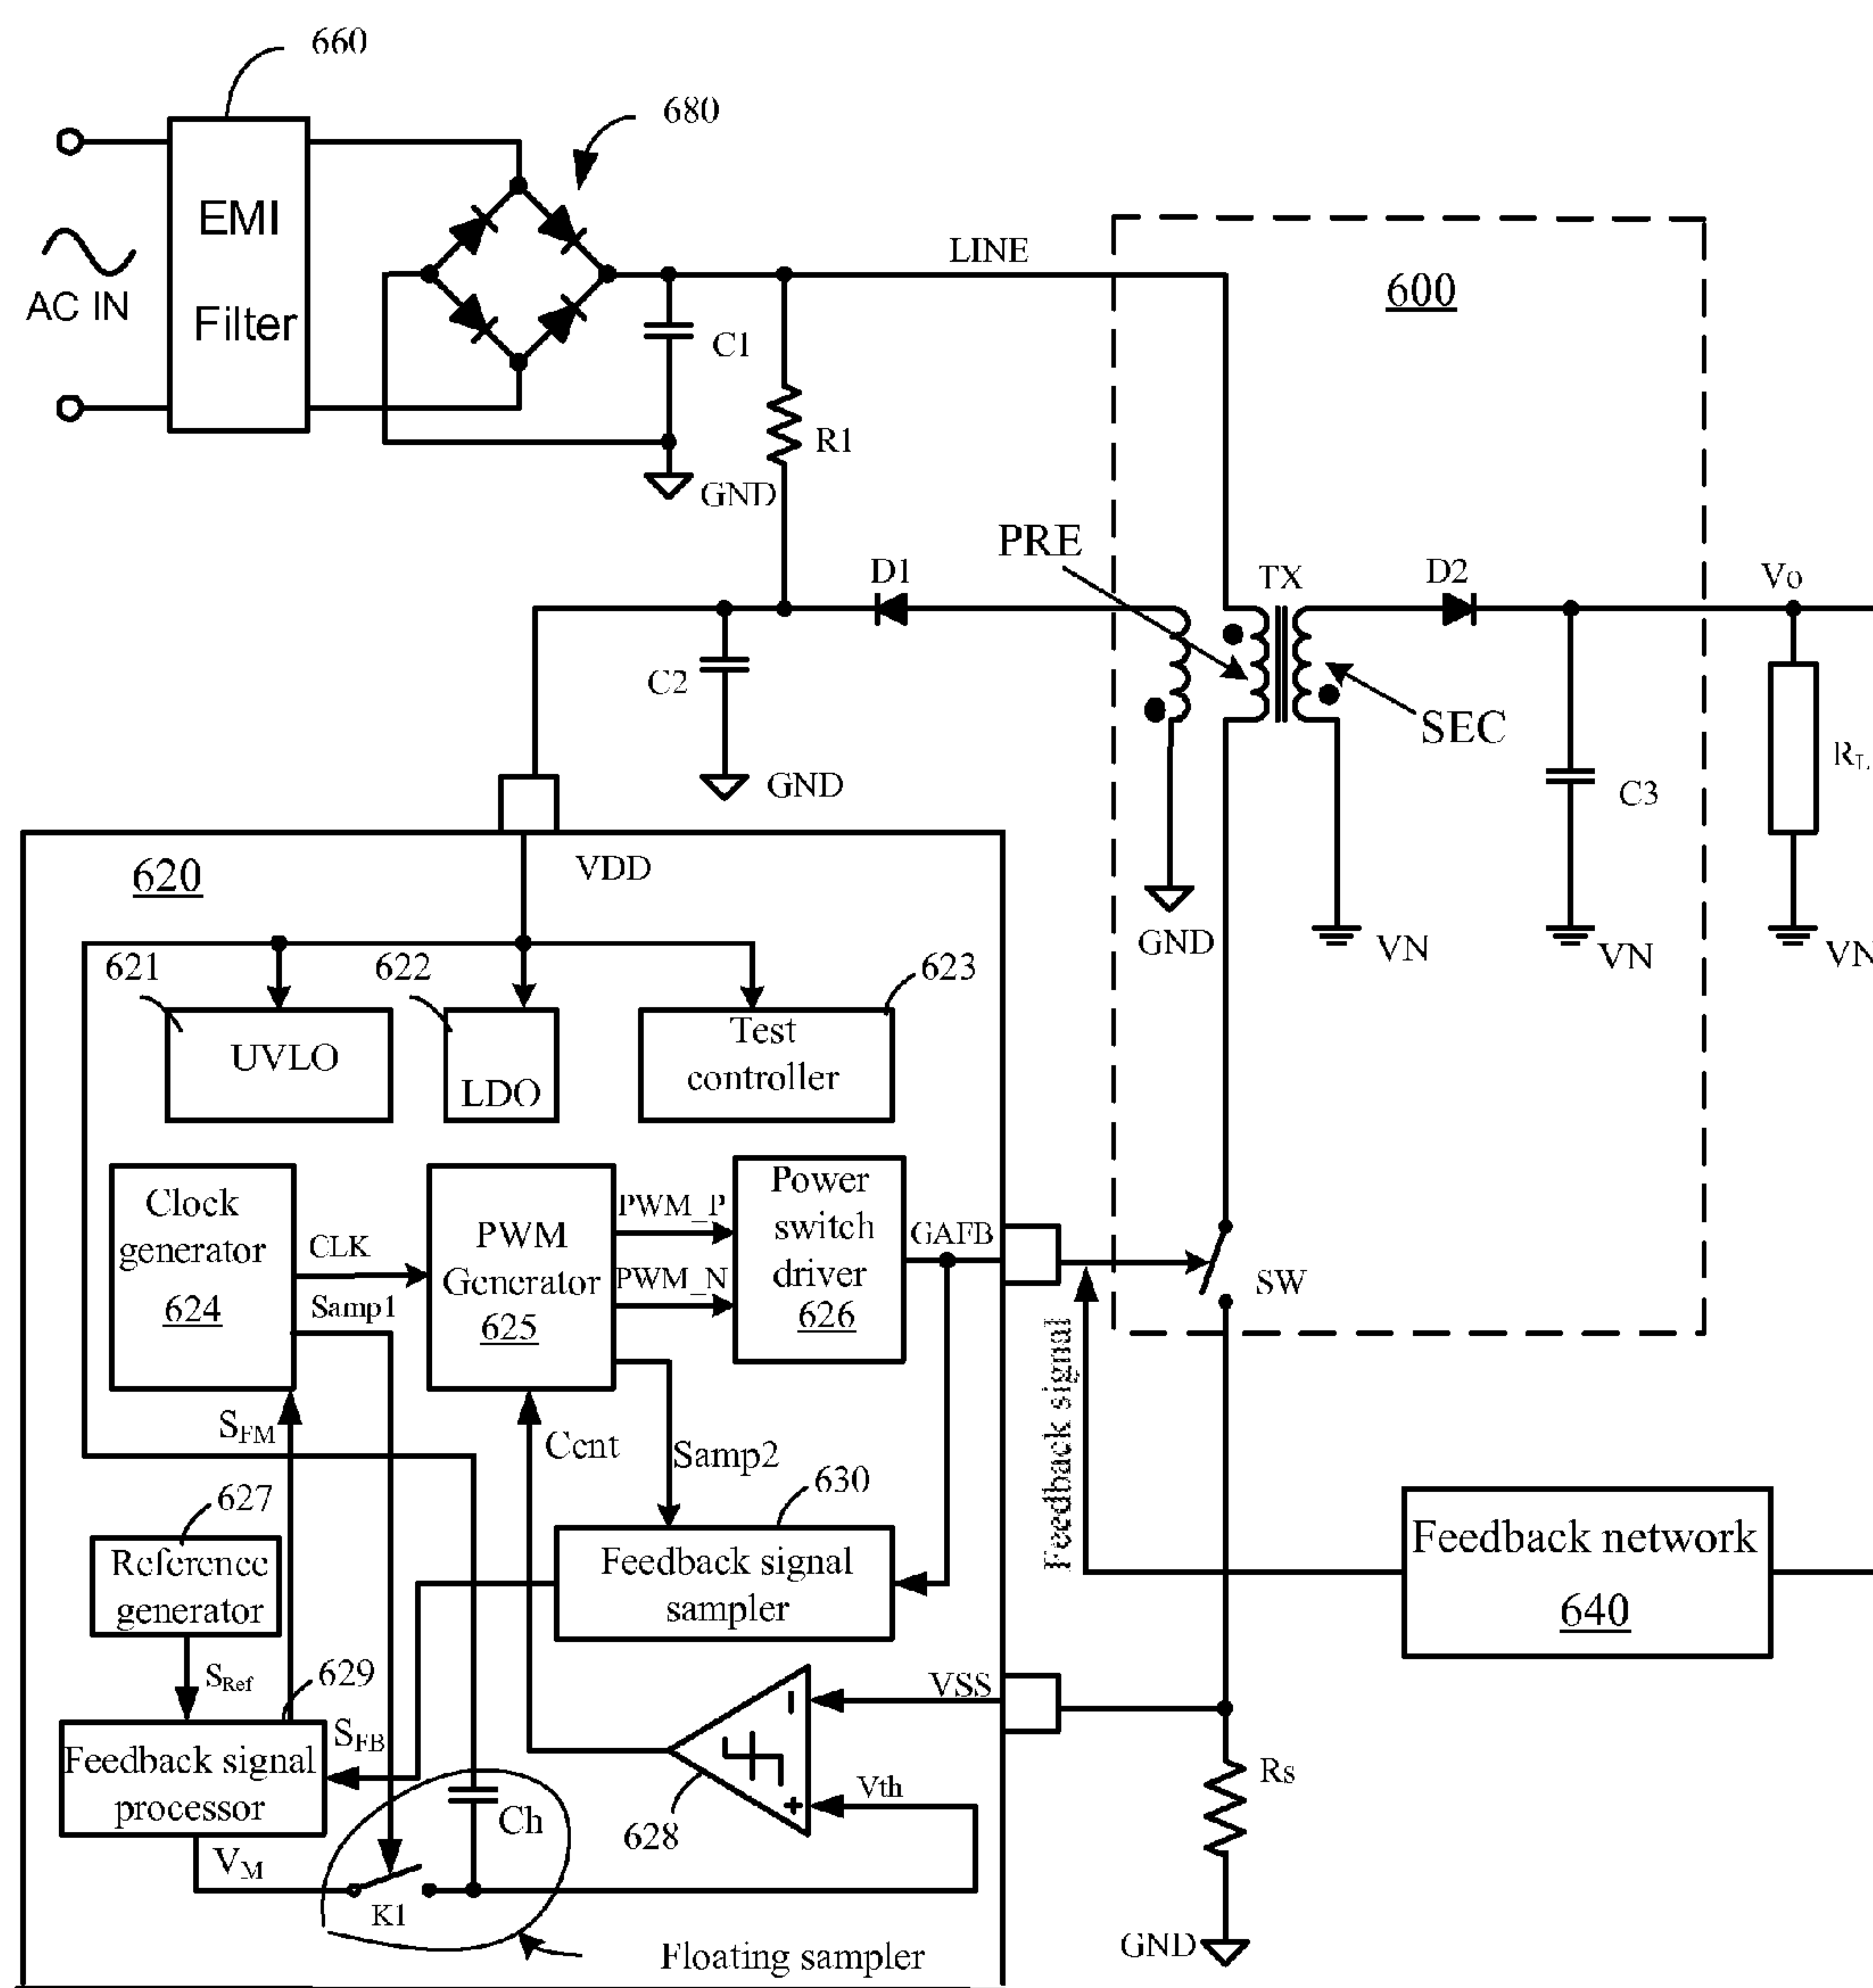 660
680
EMI
Filter
AC IN
LINE
600
C1
R1
GND
PRE
D1
TX
D2
Vo
C2
SEC
RL
C3
GND
VDD
620
GND
VN
VN
VN
621
622
623
UVLO
LDO
Test
controller
Clock
generator
624
CLK
Samp1
PWM
Generator
625
PWM_P
PWM_N
Power
switch
driver
626
GAFB
SW
Feedback signal
SFM
Ccnt
Samp2
630
627
Reference
generator
Feedback signal
sampler
Feedback network
640
SRef
629
SFB
VSS
Feedback signal
processor
Ch
Vth
628
Rs
VM
K1
GND
Floating sampler